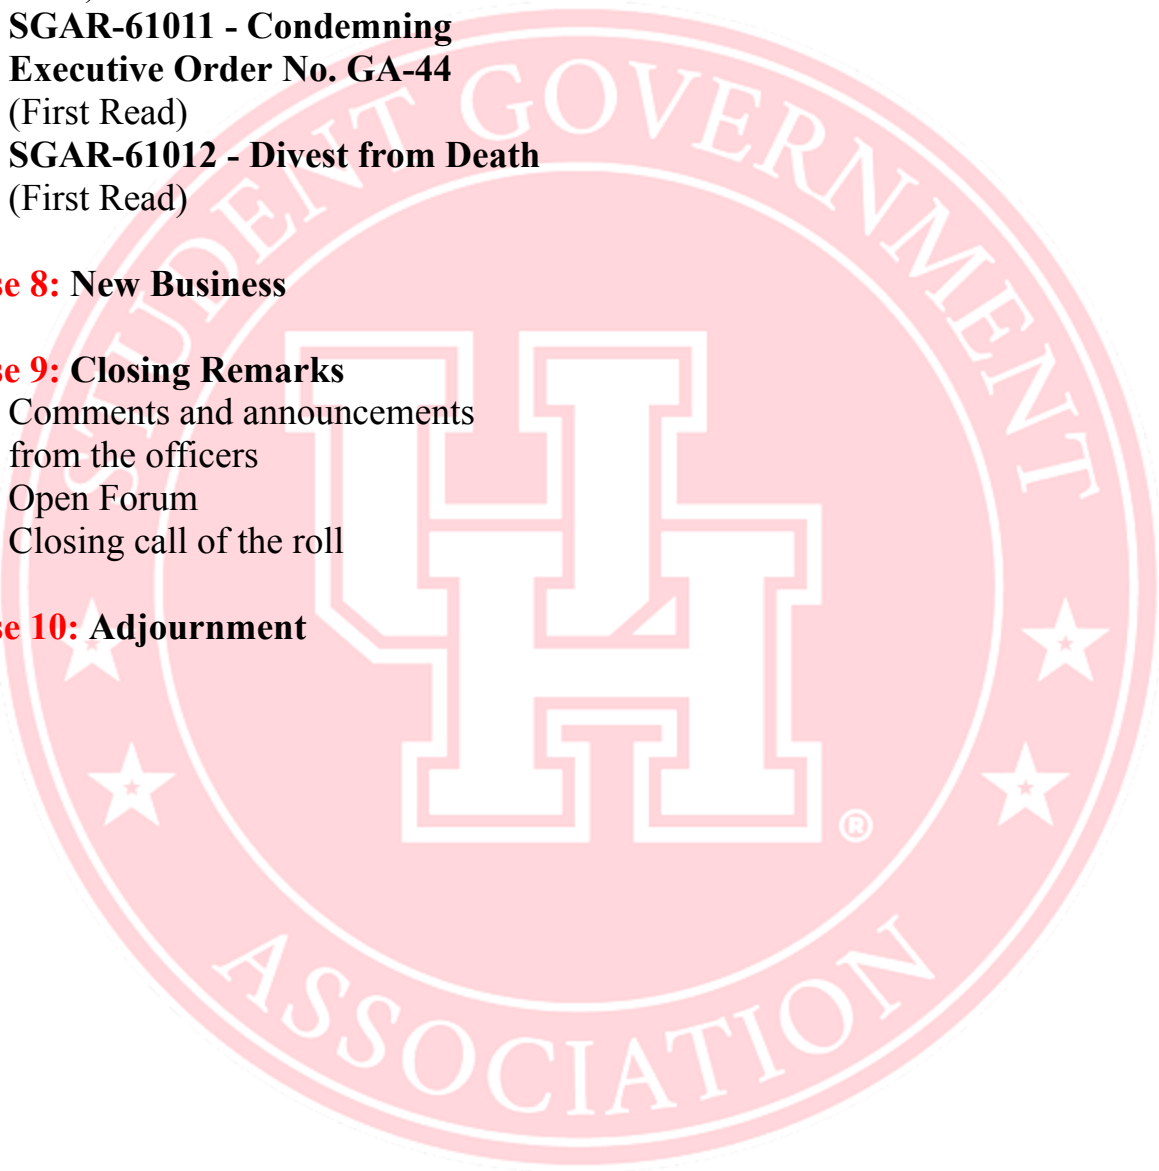 SGAR-61011 - Condemning
Executive Order No. GA-44
(First Read)
SGAR-61012 - Divest from Death
(First Read)
se 8: New Business
se 9: Closing Remarks
Comments and announcements
from the officers
Open Forum
Closing call of the roll
se 10: Adjournment
STUDENT GOVERNMENT
UH
®
ASSOCIATION